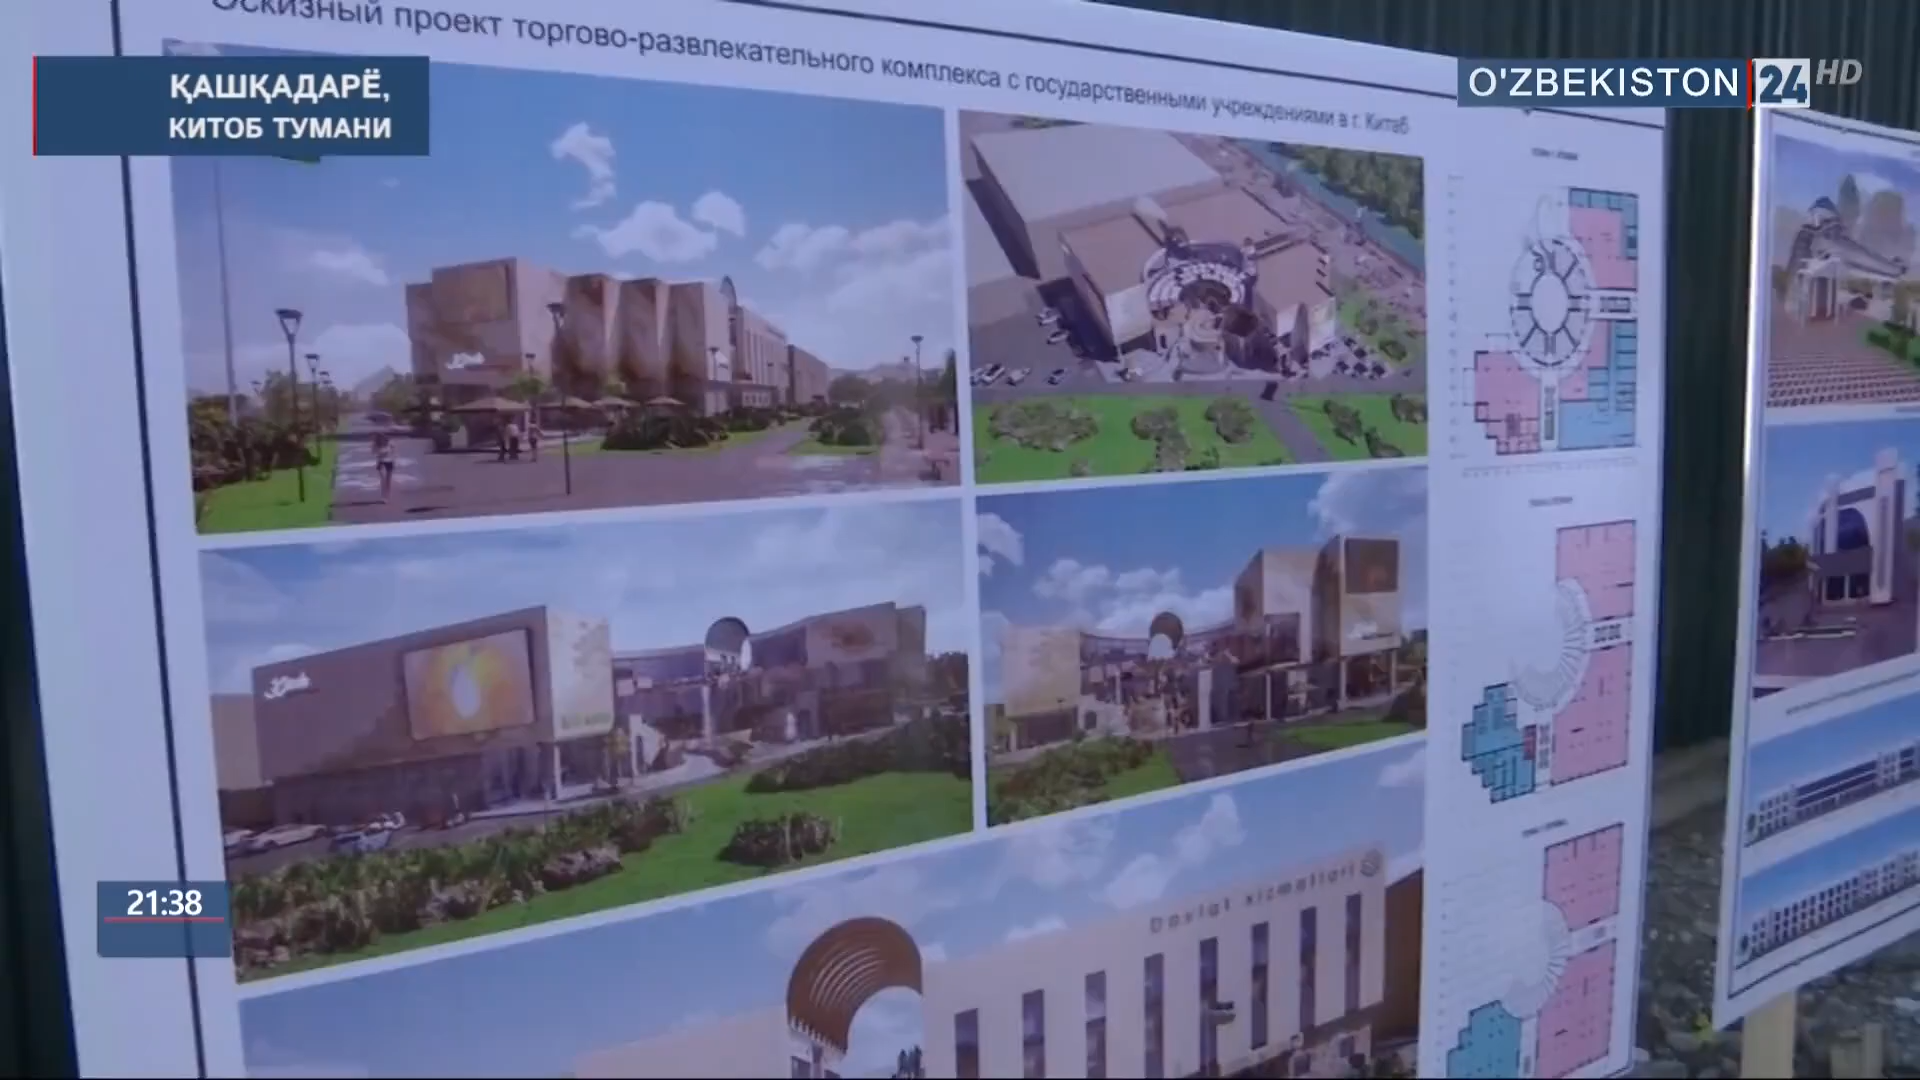 Эскизный проект торгово-развлекательного комплекса с государственными учреждениями в г. Китаб
ҚАШҚАДАРЁ,
КИТОБ ТУМАНИ
O'ZBEKISTON 24 HD
Davlat xizmatlari
21:38